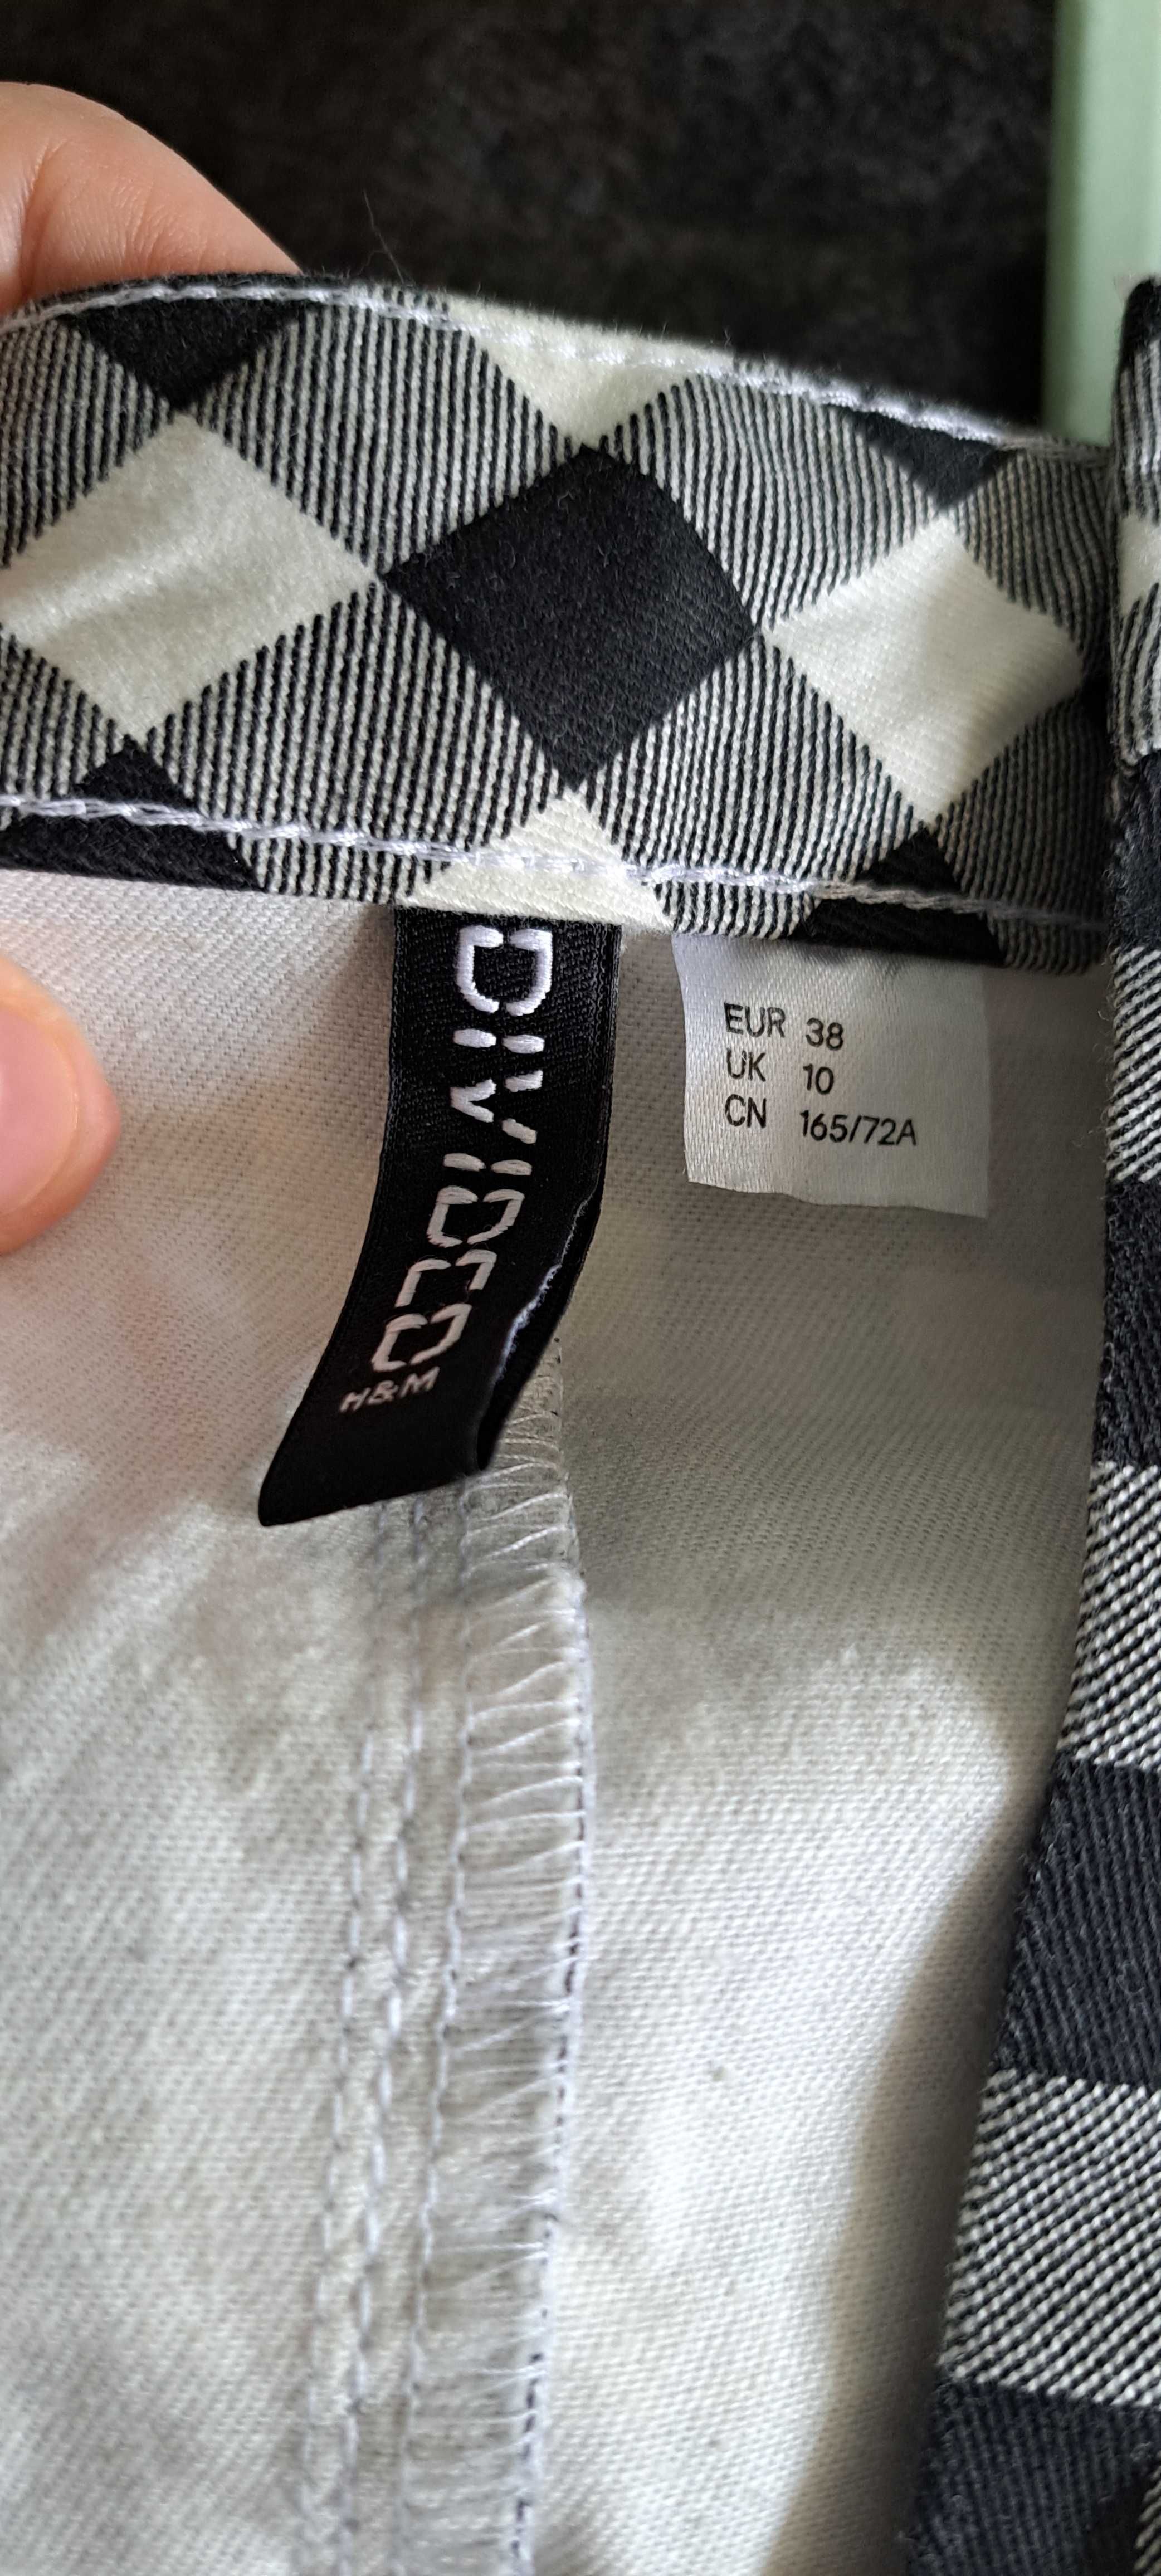 DIVIDED
H&M
EUR 38
UK 10
CN 165/72A